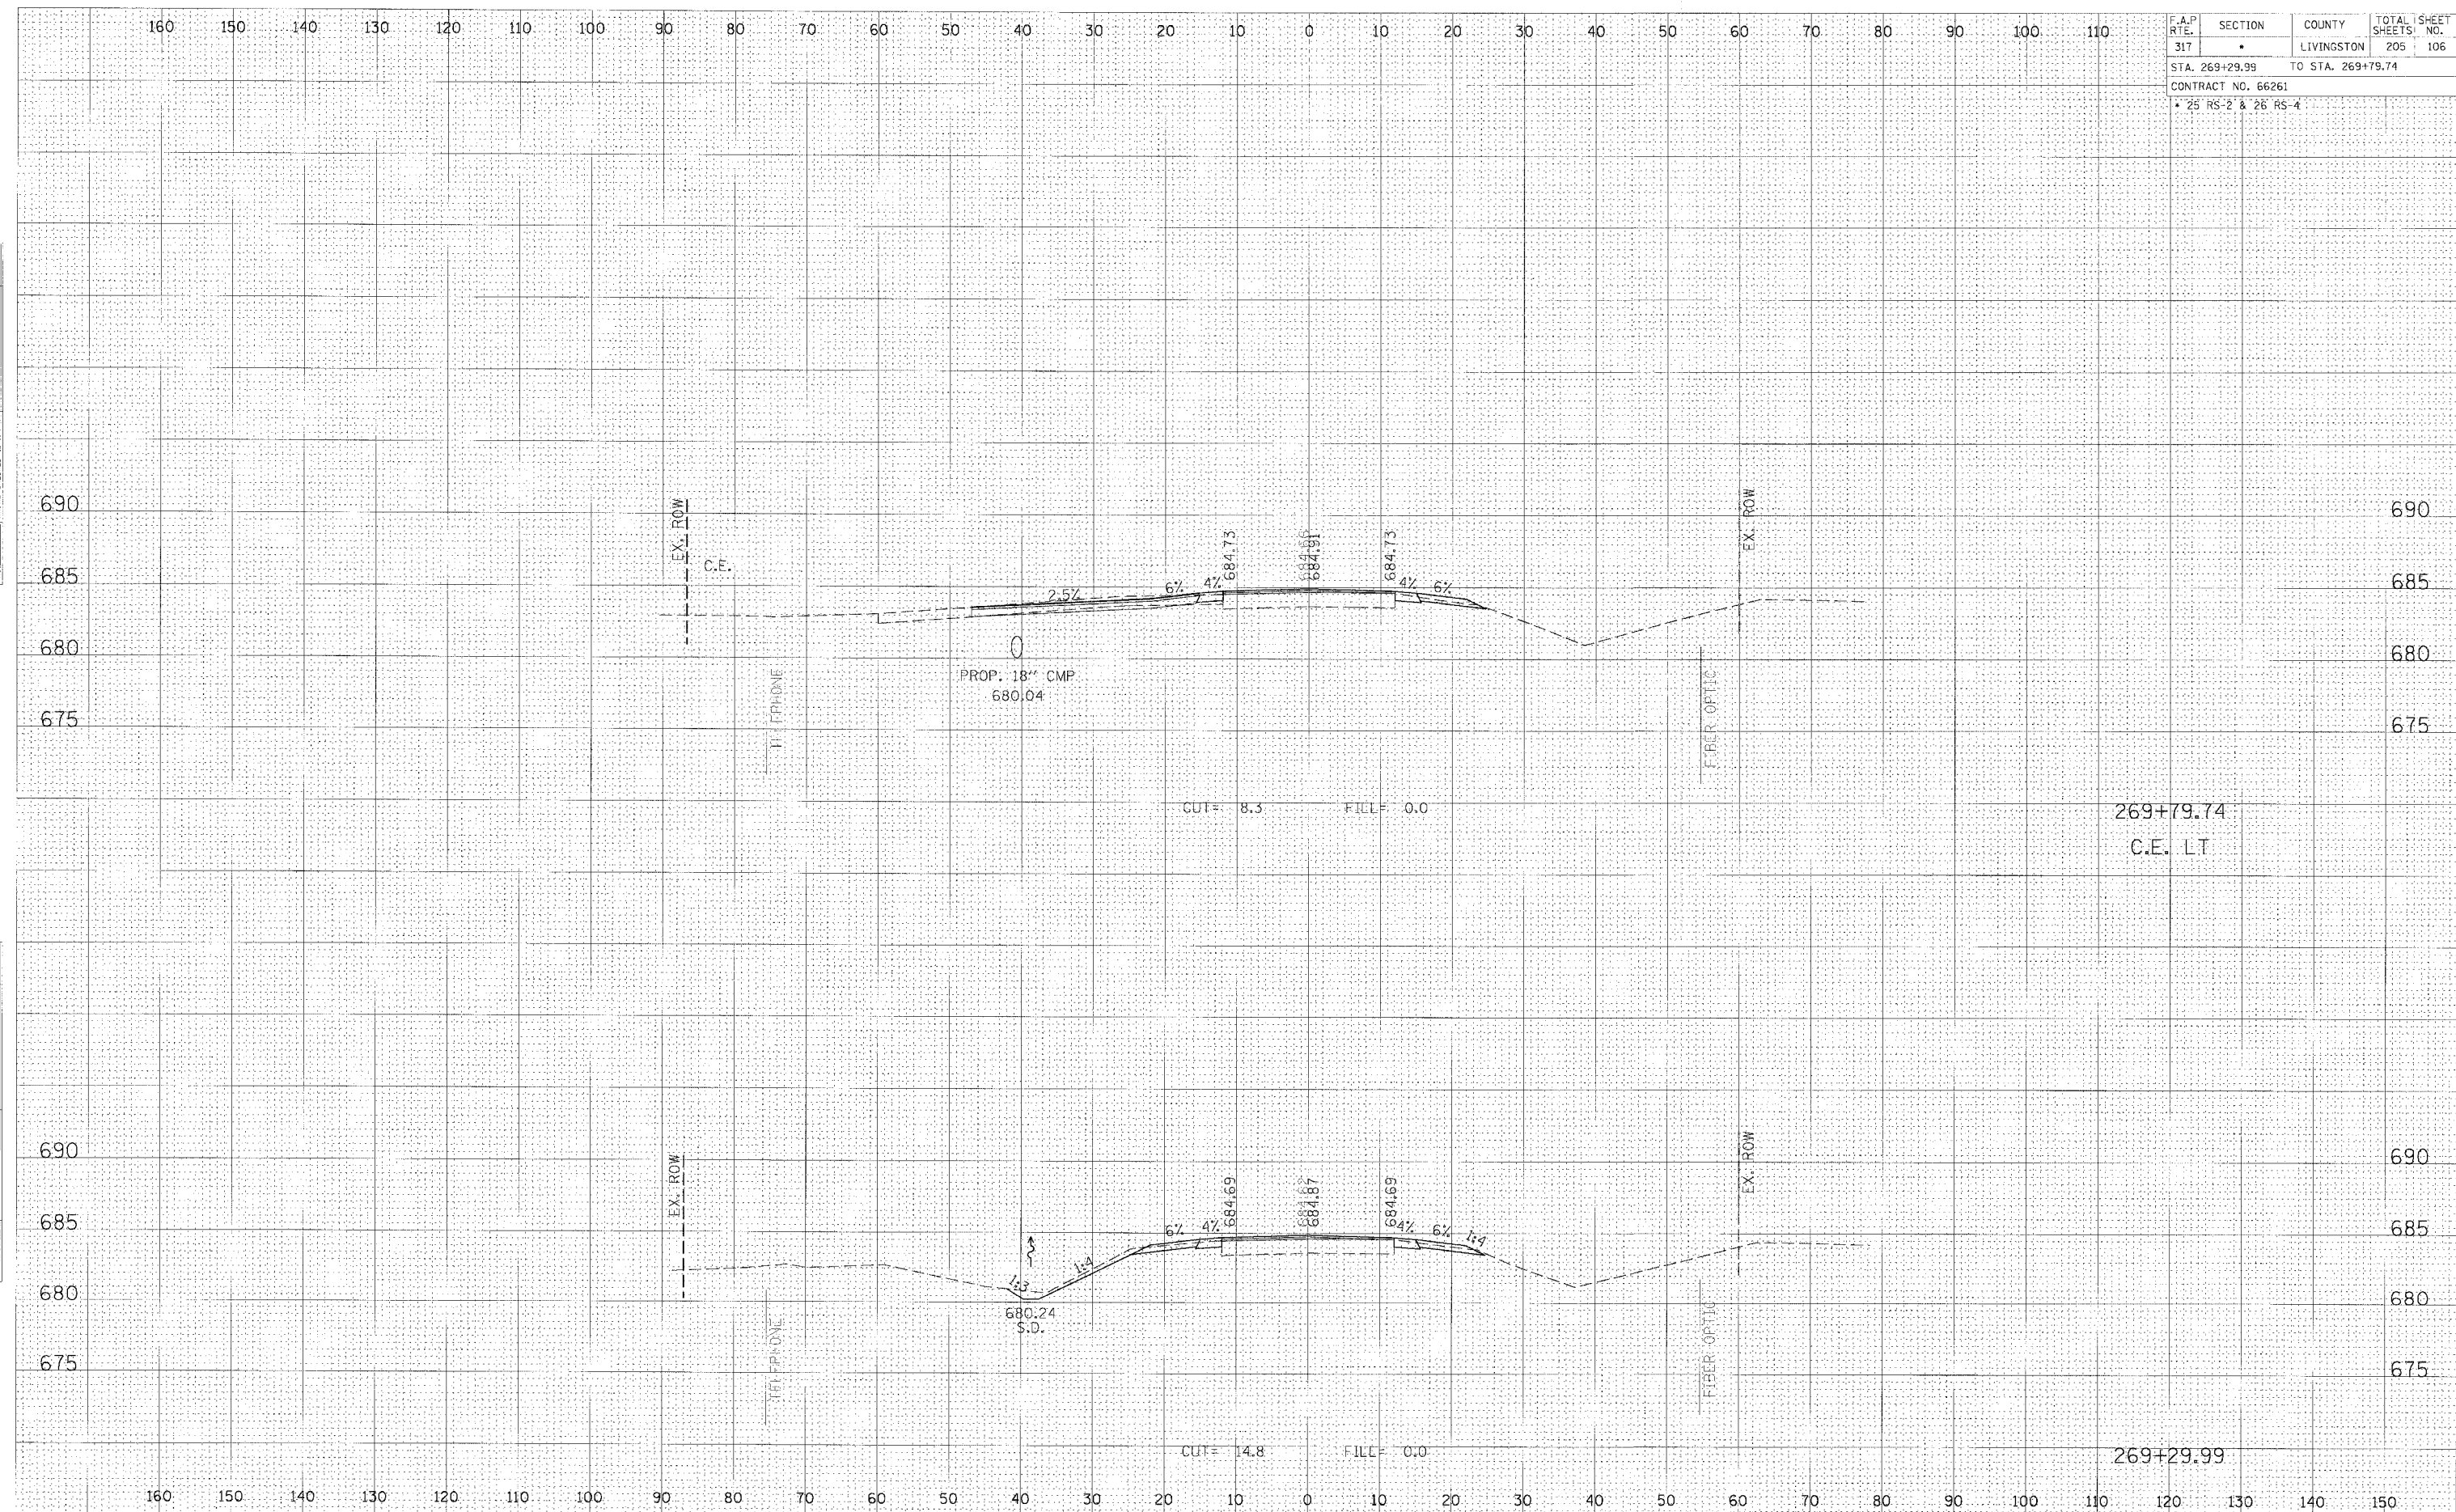 160 150 140 130 120 110 100 90 80 70 60 50 40 30 20 10 0 10 20 30 40 50 60 70 80 90 100 110
F.A.P RTE. SECTION COUNTY TOTAL SHEETS SHEET NO.
317 • LIVINGSTON 205 106
STA. 269+29.99 TO STA. 269+79.74
CONTRACT NO. 66261
* 25 RS-2 & 26 RS-4
690 690
EX. ROW EX. ROW
684.73 684.91 684.73
C.E.
685 685
2.5% 6% 4% 4% 6%
680 680
PROP. 18" CMP
680.04
TELEPHONE FIBER OPTIC
675 675
CUT= 8.3 FILL= 0.0
269+79.74
C.E. LT
690 690
EX. ROW EX. ROW
684.69 684.87 684.69
685 685
6% 4% 4% 6% 1:4
1:3 1:4
680 680
680.24
S.D.
TELEPHONE FIBER OPTIC
675 675
CUT= 14.8 FILL= 0.0
269+29.99
160 150 140 130 120 110 100 90 80 70 60 50 40 30 20 10 0 10 20 30 40 50 60 70 80 90 100 110 120 130 140 150